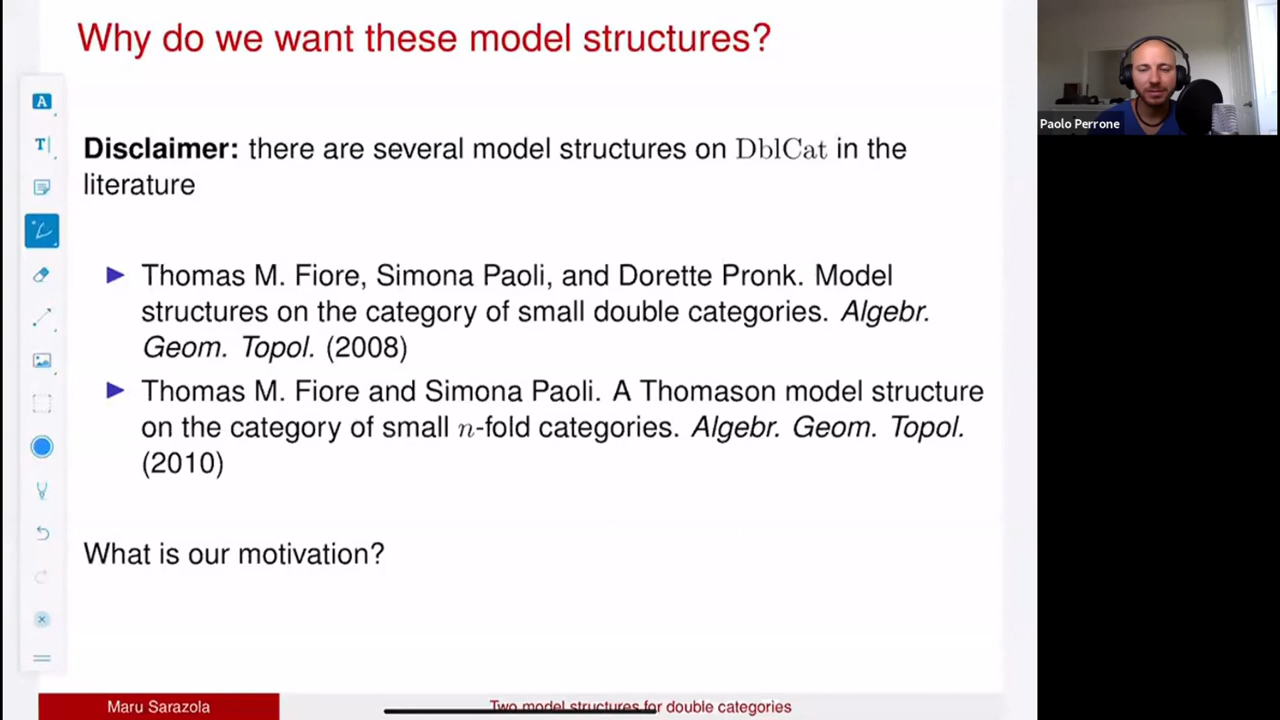 Why do we want these model structures?
Paolo Perrone
A
T
Disclaimer: there are several model structures on DblCat in the
literature
▶ Thomas M. Fiore, Simona Paoli, and Dorette Pronk. Model
structures on the category of small double categories. Algebr.
Geom. Topol. (2008)
▶ Thomas M. Fiore and Simona Paoli. A Thomason model structure
on the category of small n-fold categories. Algebr. Geom. Topol.
(2010)
What is our motivation?
Maru Sarazola
Two model structures for double categories